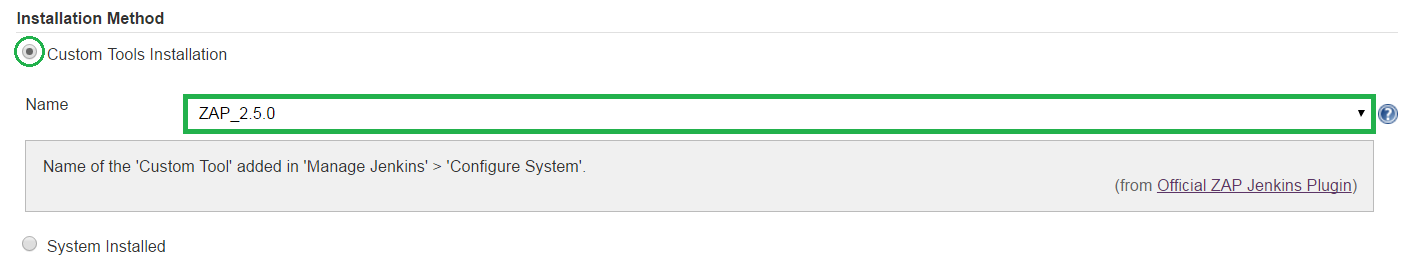 Installation Method
Custom Tools Installation
Name
ZAP_2.5.0
?
Name of the 'Custom Tool' added in 'Manage Jenkins' > 'Configure System'.
(from Official ZAP Jenkins Plugin)
System Installed